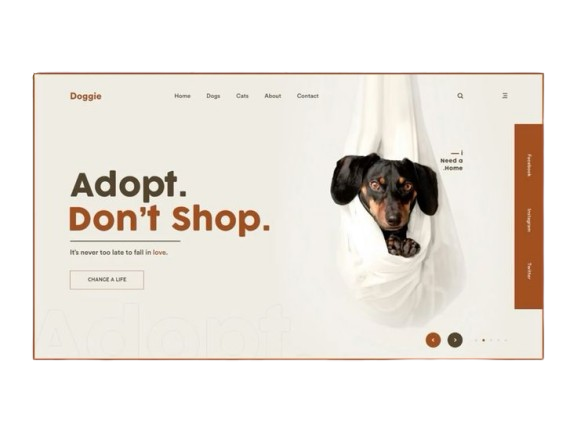 Doggie
Home Dogs Cats About Contact
Adopt.
Don't Shop.
It's never too late to fall in love.
CHANGE A LIFE
I
Need a
Home
Facebook
Instagram
Twitter
Adopt.